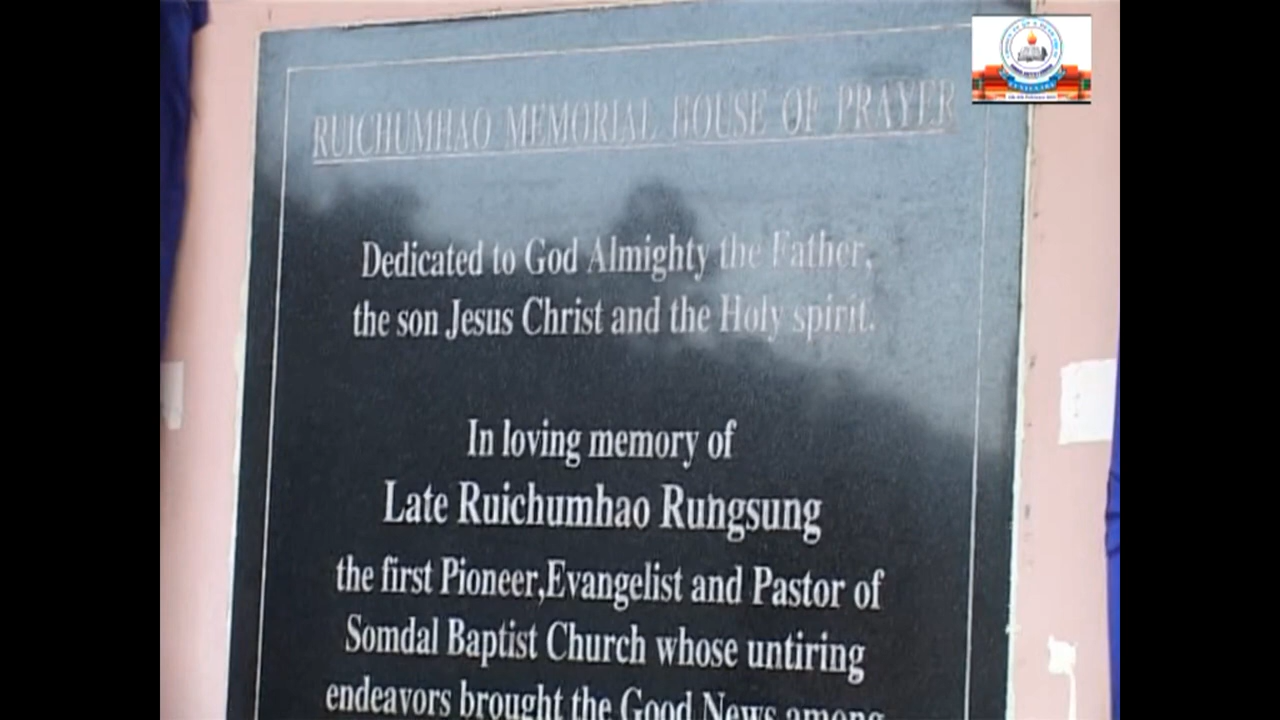 RUICHUMHAO MEMORIAL HOUSE OF PRAYER
Dedicated to God Almighty the Father,
the son Jesus Christ and the Holy spirit.
In loving memory of
Late Ruichumhao Rungsung
the first Pioneer,Evangelist and Pastor of
Somdal Baptist Church whose untiring
endeavors brought the Good News among